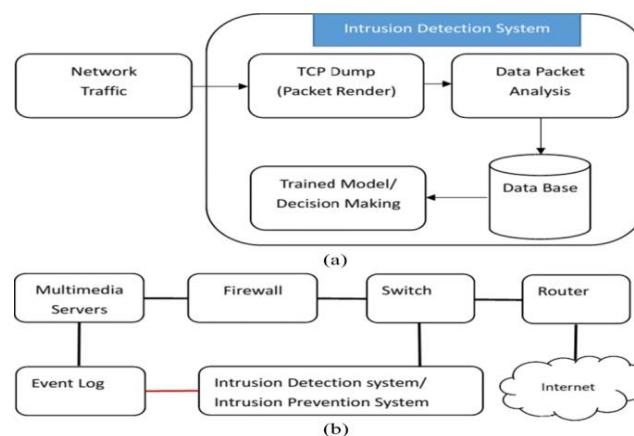 Intrusion Detection System
Network
Traffic
TCP Dump
(Packet Render)
Data Packet
Analysis
Trained Model/
Decision Making
Data Base
(a)
Multimedia
Servers
Firewall
Switch
Router
Event Log
Intrusion Detection system/
Intrusion Prevention System
Internet
(b)